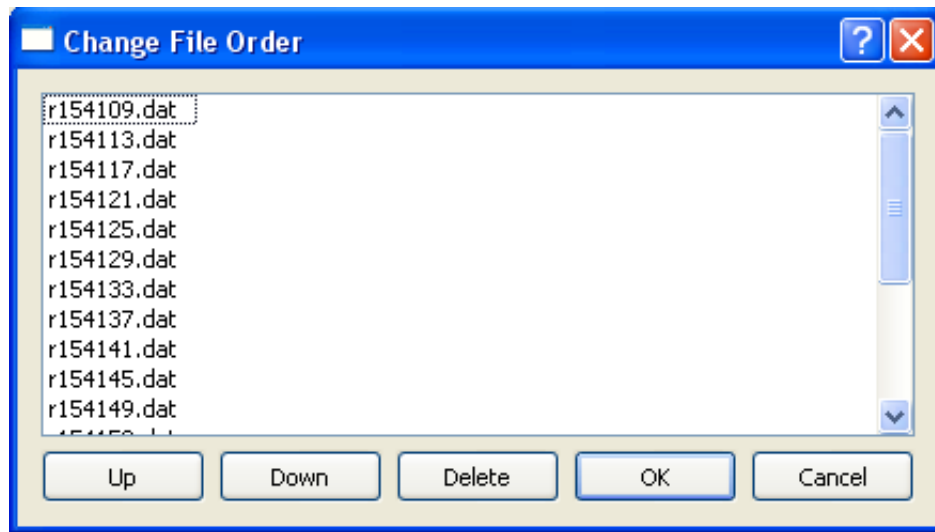 Change File Order
r154109.dat
r154113.dat
r154117.dat
r154121.dat
r154125.dat
r154129.dat
r154133.dat
r154137.dat
r154141.dat
r154145.dat
r154149.dat
Up Down Delete OK Cancel